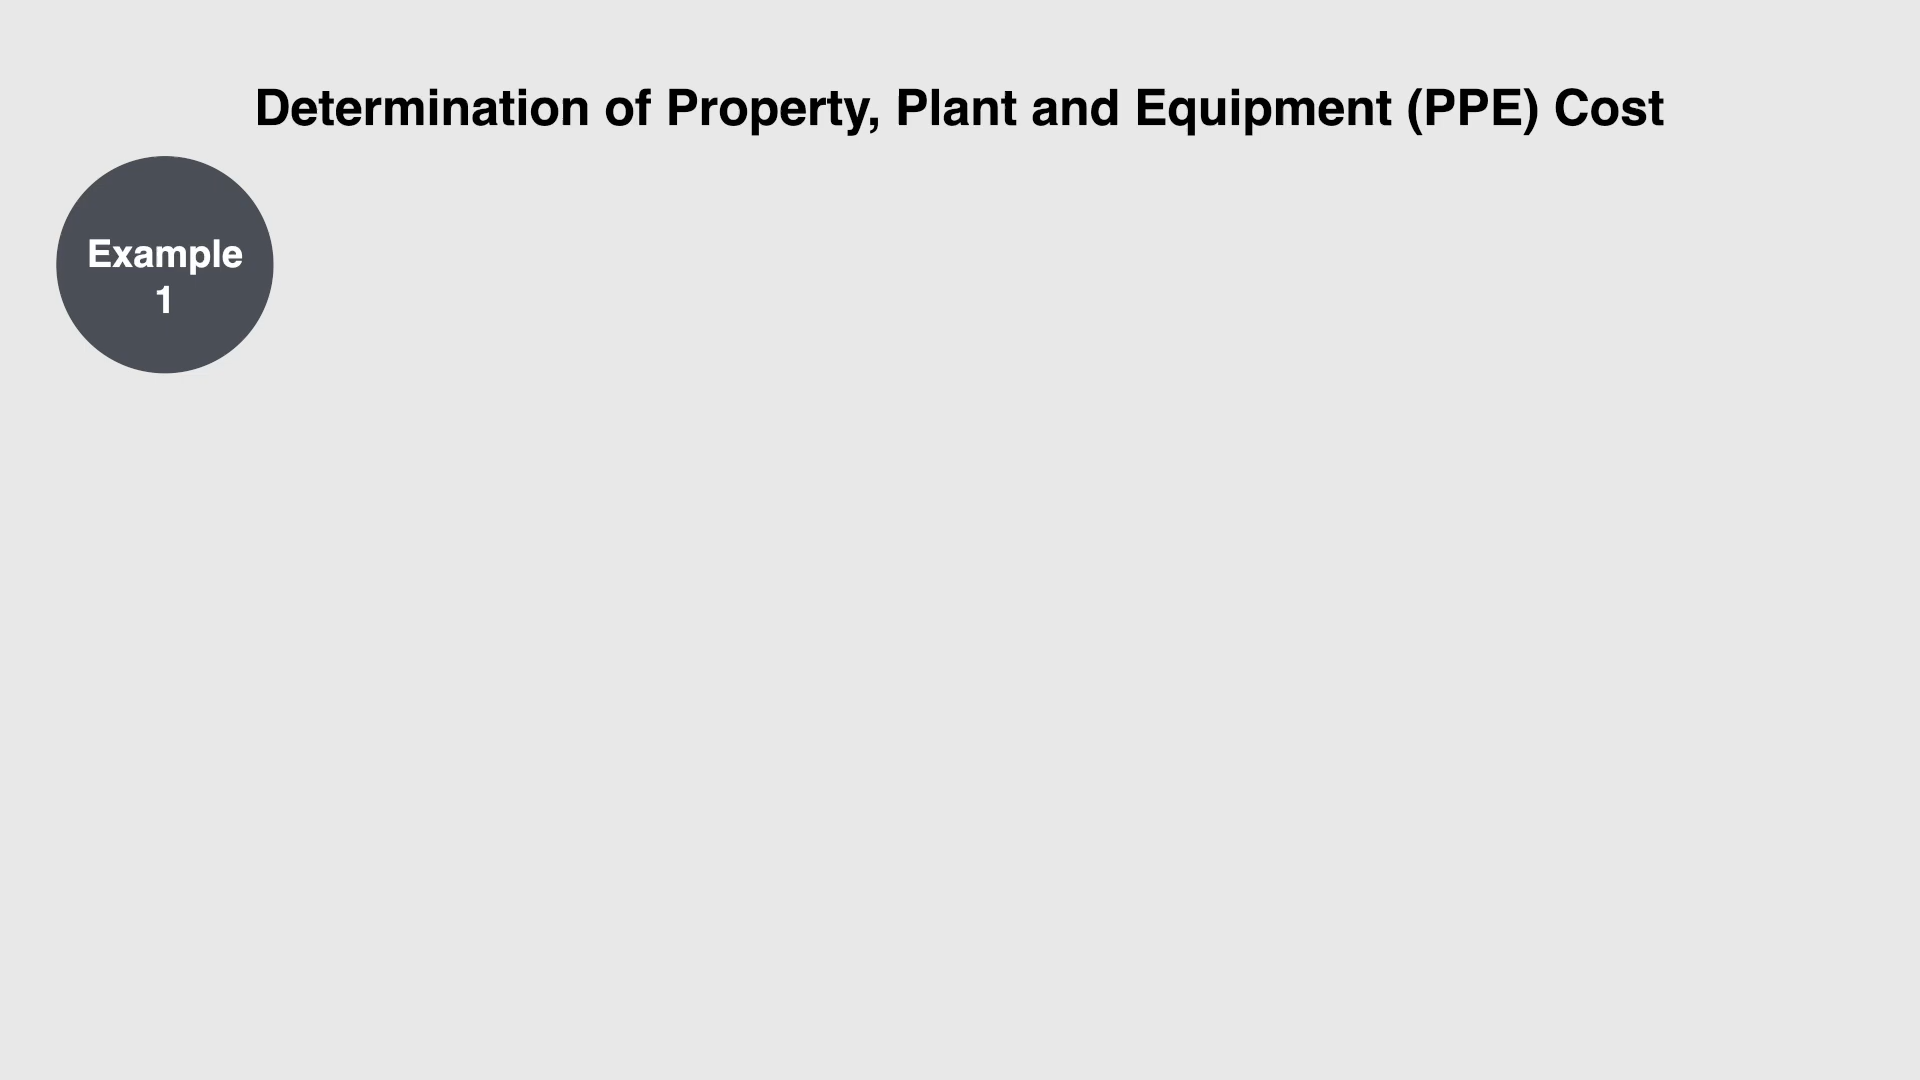 Determination of Property, Plant and Equipment (PPE) Cost
Example
1